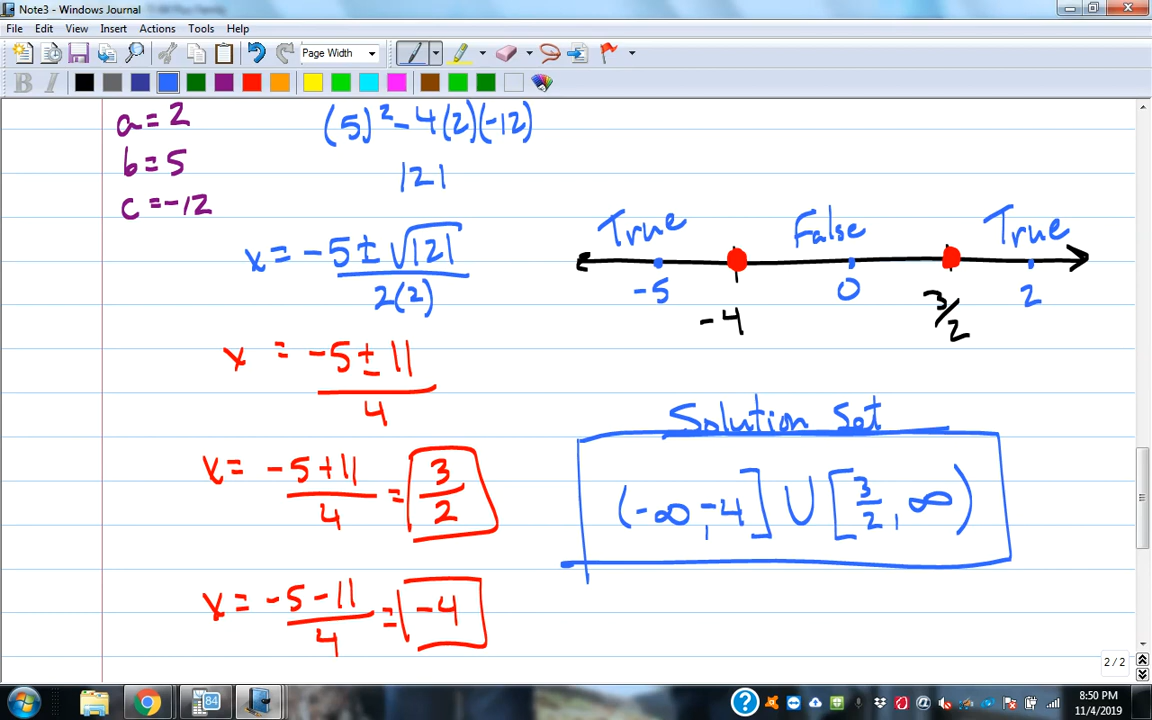 Note3 - Windows Journal
File Edit View Insert Actions Tools Help
Page Width
B I
a = 2
b = 5
c = -12
(5)² - 4(2)(-12)
121
x = -5 ± √121
2(2)
x = -5 ± 11
4
x = -5 + 11 = 3
4 2
x = -5 - 11 = -4
4
True False True
-5 0 2
-4 3/2
Solution Set
(-∞, -4] ∪ [3/2, ∞)
2 / 2
84
8:50 PM
11/4/2019